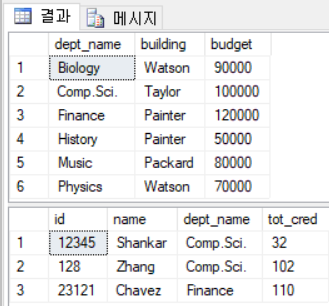 결과 메시지
dept_name building budget
1 Biology Watson 90000
2 Comp.Sci. Taylor 100000
3 Finance Painter 120000
4 History Painter 50000
5 Music Packard 80000
6 Physics Watson 70000
id name dept_name tot_cred
1 12345 Shankar Comp.Sci. 32
2 128 Zhang Comp.Sci. 102
3 23121 Chavez Finance 110